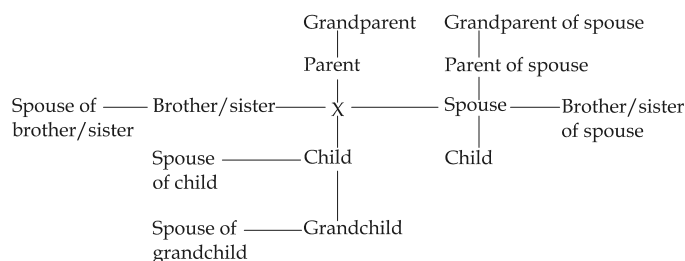 Grandparent Grandparent of spouse
Parent Parent of spouse
Spouse of Brother/sister X Spouse Brother/sister
brother/sister of spouse
Spouse Child Child
of child
Spouse of Grandchild
grandchild